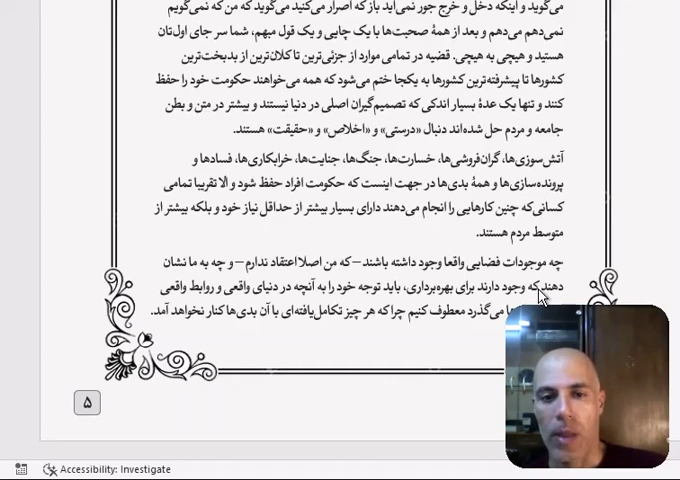 می‌گوید و اینکه دخل و خرج جور نمی‌آید باز که اصرار می‌کنید می‌گوید که من که نمی‌گویم
نمی‌دهم می‌دهم و بعد از همهٔ صحبت‌ها با یک چایی و یک قول مبهم، شما سر جای اول‌تان
هستید و هیچی به هیچی. قضیه در تمامی موارد از جزئی‌ترین تا کلان‌ترین از بدبخت‌ترین
کشورها تا پیشرفته‌ترین کشورها به یکجا ختم می‌شود که همه می‌خواهند حکومت خود را حفظ
کنند و تنها یک عدهٔ بسیار اندکی که تصمیم‌گیران اصلی در دنیا نیستند و بیشتر در متن و بطن
جامعه و مردم حل شده‌اند دنبال «درستی» و «اخلاص» و «حقیقت» هستند.
آتش‌سوزی‌ها، گران‌فروشی‌ها، خسارت‌ها، جنگ‌ها، جنایت‌ها، خرابکاری‌ها، فسادها و
پرونده‌سازی‌ها و همهٔ بدی‌ها در جهت اینست که حکومت افراد حفظ شود و الا تقریبا تمامی
کسانی‌که چنین کارهایی را انجام می‌دهند دارای بسیار بیشتر از حداقل نیاز خود و بلکه بیشتر از
متوسط مردم هستند.
چه موجودات فضایی واقعا وجود داشته باشند – که من اصلا اعتقاد ندارم – و چه به ما نشان
دهند که وجود دارند برای بهره‌برداری، باید توجه خود را به آنچه در دنیای واقعی و روابط واقعی
می‌گذرد معطوف کنیم چرا که هر چیز تکامل‌یافته‌ای با آن بدی‌ها کنار نخواهد آمد.
۵
Accessibility: Investigate